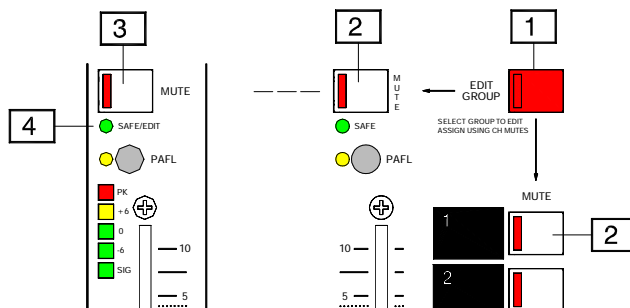 3
2
1
MUTE
M
U
T
E
EDIT
GROUP
4
SAFE/EDIT
SAFE
SELECT GROUP TO EDIT
ASSIGN USING CH MUTES
PAFL
PAFL
MUTE
PK
+6
0
-6
SIG
10
5
10
5
1
2
2